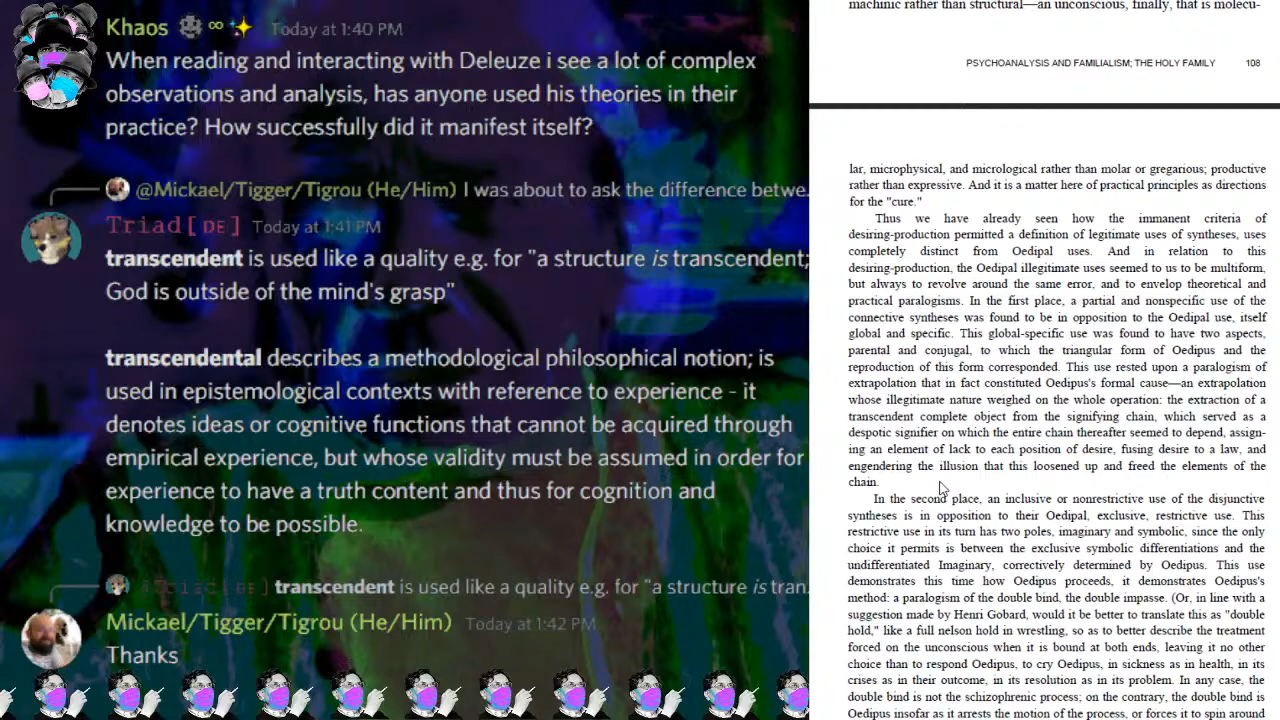 Khaos ∞ Today at 1:40 PM
When reading and interacting with Deleuze i see a lot of complex
observations and analysis, has anyone used his theories in their
practice? How successfully did it manifest itself?
@Mickael/Tigger/Tigrou (He/Him) I was about to ask the difference betwe.
Triad[DE] Today at 1:41 PM
transcendent is used like a quality e.g. for "a structure is transcendent;
God is outside of the mind's grasp"
transcendental describes a methodological philosophical notion; is
used in epistemological contexts with reference to experience - it
denotes ideas or cognitive functions that cannot be acquired through
empirical experience, but whose validity must be assumed in order for
experience to have a truth content and thus for cognition and
knowledge to be possible.
transcendent is used like a quality e.g. for "a structure is tran.
Mickael/Tigger/Tigrou (He/Him) Today at 1:42 PM
Thanks
machinic rather than structural—an unconscious, finally, that is molecu-
PSYCHOANALYSIS AND FAMILIALISM; THE HOLY FAMILY 108
lar, microphysical, and micrological rather than molar or gregarious; productive
rather than expressive. And it is a matter here of practical principles as directions
for the "cure."
Thus we have already seen how the immanent criteria of
desiring-production permitted a definition of legitimate uses of syntheses, uses
completely distinct from Oedipal uses. And in relation to this
desiring-production, the Oedipal illegitimate uses seemed to us to be multiform,
but always to revolve around the same error, and to envelop theoretical and
practical paralogisms. In the first place, a partial and nonspecific use of the
connective syntheses was found to be in opposition to the Oedipal use, itself
global and specific. This global-specific use was found to have two aspects,
parental and conjugal, to which the triangular form of Oedipus and the
reproduction of this form corresponded. This use rested upon a paralogism of
extrapolation that in fact constituted Oedipus's formal cause—an extrapolation
whose illegitimate nature weighed on the whole operation: the extraction of a
transcendent complete object from the signifying chain, which served as a
despotic signifier on which the entire chain thereafter seemed to depend, assign-
ing an element of lack to each position of desire, fusing desire to a law, and
engendering the illusion that this loosened up and freed the elements of the
chain.
In the second place, an inclusive or nonrestrictive use of the disjunctive
syntheses is in opposition to their Oedipal, exclusive, restrictive use. This
restrictive use in its turn has two poles, imaginary and symbolic, since the only
choice it permits is between the exclusive symbolic differentiations and the
undifferentiated Imaginary, correctively determined by Oedipus. This use
demonstrates this time how Oedipus proceeds, it demonstrates Oedipus's
method: a paralogism of the double bind, the double impasse. (Or, in line with a
suggestion made by Henri Gobard, would it be better to translate this as "double
hold," like a full nelson hold in wrestling, so as to better describe the treatment
forced on the unconscious when it is bound at both ends, leaving it no other
choice than to respond Oedipus, to cry Oedipus, in sickness as in health, in its
crises as in their outcome, in its resolution as in its problem. In any case, the
double bind is not the schizophrenic process; on the contrary, the double bind is
Oedipus insofar as it arrests the motion of the process, or forces it to spin around